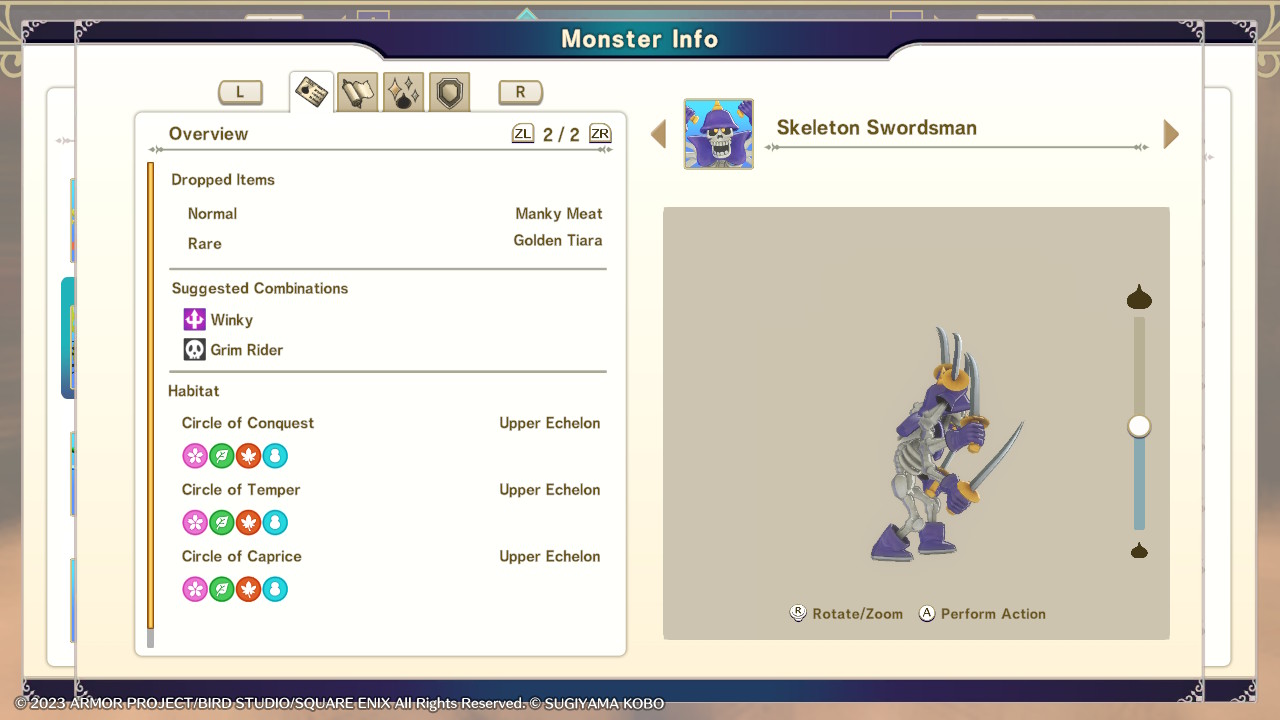 Monster Info
L
R
Overview
ZL 2 / 2 ZR
Dropped Items
Normal Manky Meat
Rare Golden Tiara
Suggested Combinations
Winky
Grim Rider
Habitat
Circle of Conquest Upper Echelon
Circle of Temper Upper Echelon
Circle of Caprice Upper Echelon
Skeleton Swordsman
R Rotate/Zoom A Perform Action
© 2023 ARMOR PROJECT/BIRD STUDIO/SQUARE ENIX All Rights Reserved. © SUGIYAMA KOBO